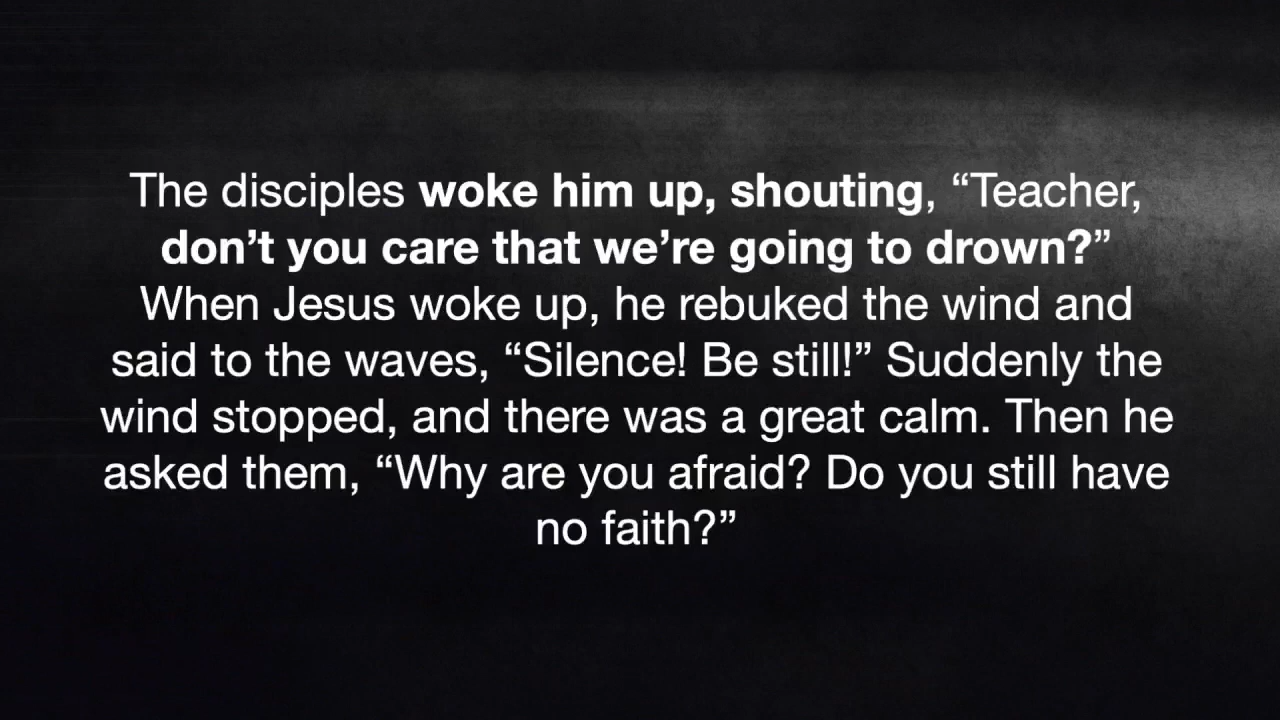 The disciples woke him up, shouting, “Teacher,
don’t you care that we’re going to drown?”
When Jesus woke up, he rebuked the wind and
said to the waves, “Silence! Be still!” Suddenly the
wind stopped, and there was a great calm. Then he
asked them, “Why are you afraid? Do you still have
no faith?”